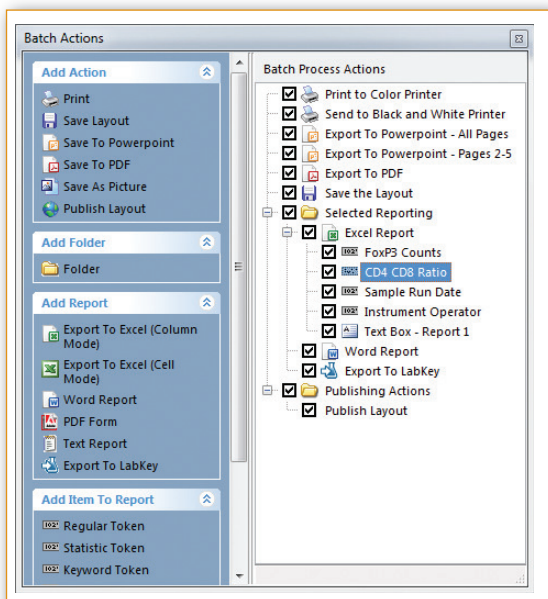 Batch Actions
Add Action
Print
Save Layout
Save To Powerpoint
Save To PDF
Save As Picture
Publish Layout
Add Folder
Folder
Add Report
Export To Excel (Column
Mode)
Export To Excel (Cell
Mode)
Word Report
PDF Form
Text Report
Export To LabKey
Add Item To Report
Regular Token
Statistic Token
Keyword Token
Batch Process Actions
Print to Color Printer
Send to Black and White Printer
Export To Powerpoint - All Pages
Export To Powerpoint - Pages 2-5
Export To PDF
Save the Layout
Selected Reporting
Excel Report
FoxP3 Counts
CD4 CD8 Ratio
Sample Run Date
Instrument Operator
Text Box - Report 1
Word Report
Export To LabKey
Publishing Actions
Publish Layout